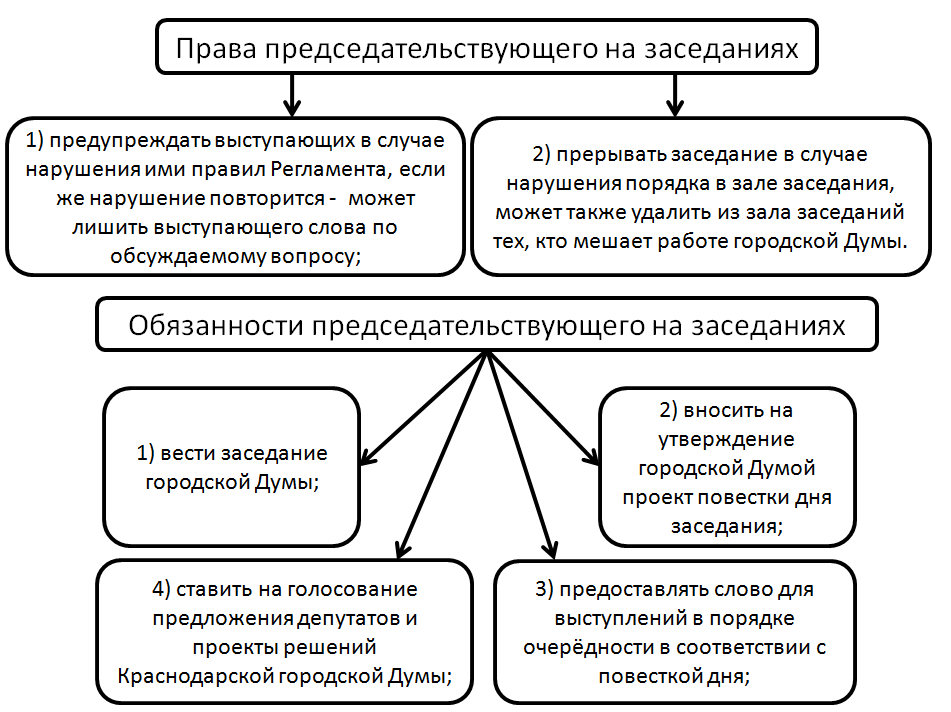 Права председательствующего на заседаниях
1) предупреждать выступающих в случае
нарушения ими правил Регламента, если
же нарушение повторится - может
лишить выступающего слова по
обсуждаемому вопросу;
2) прерывать заседание в случае
нарушения порядка в зале заседания,
может также удалить из зала заседаний
тех, кто мешает работе городской Думы.
Обязанности председательствующего на заседаниях
1) вести заседание
городской Думы;
2) вносить на
утверждение
городской Думой
проект повестки дня
заседания;
3) предоставлять слово для
выступлений в порядке
очерёдности в соответствии с
повесткой дня;
4) ставить на голосование
предложения депутатов и
проекты решений
Краснодарской городской Думы;